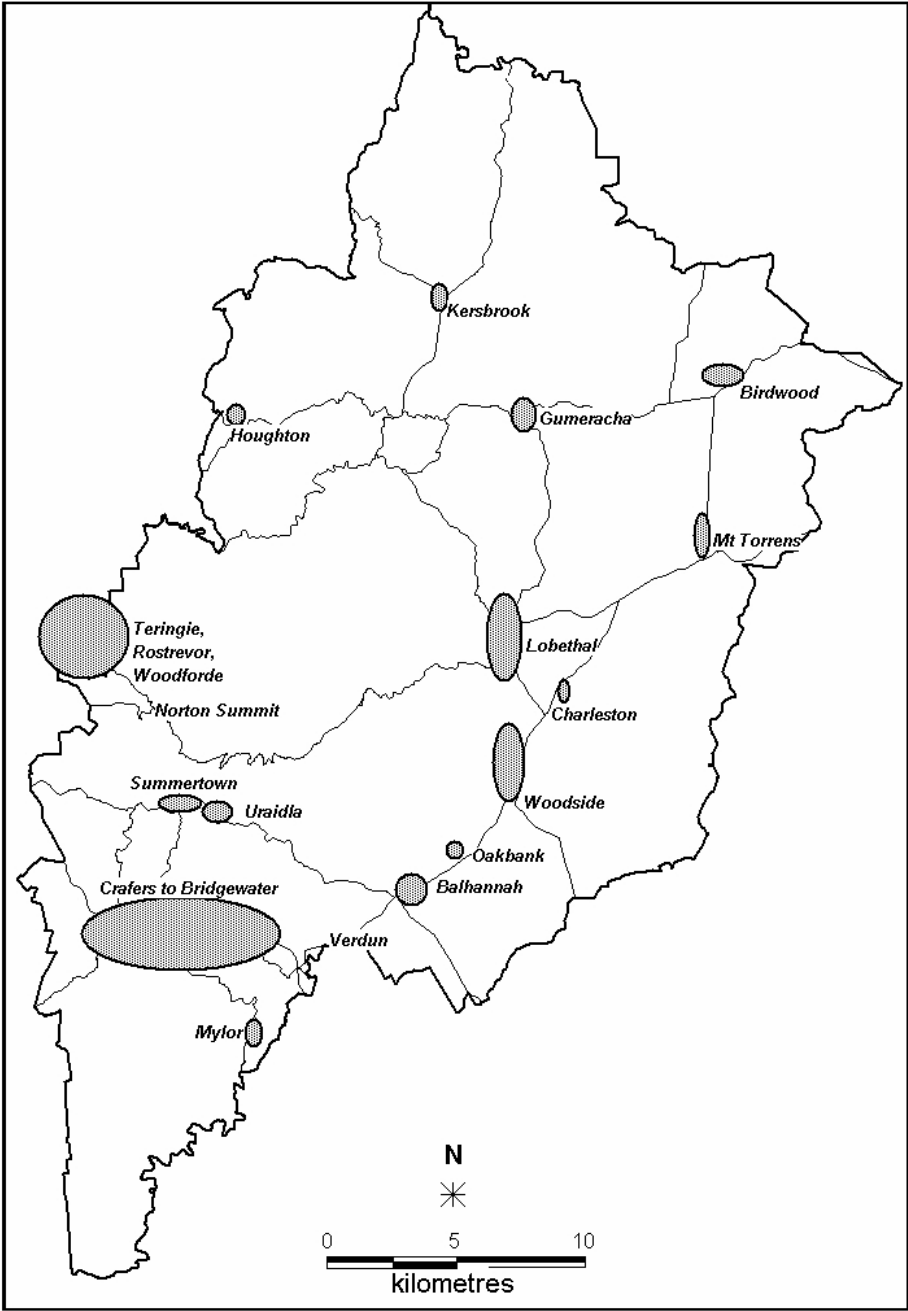 Kersbrook
Birdwood
Houghton
Gumeracha
Mt Torrens
Teringie,
Rostrevor,
Woodforde
Lobethal
Norton Summit
Charleston
Summertown
Uraidla
Woodside
Oakbank
Crafers to Bridgewater
Balhannah
Verdun
Mylor
N
0 5 10
kilometres